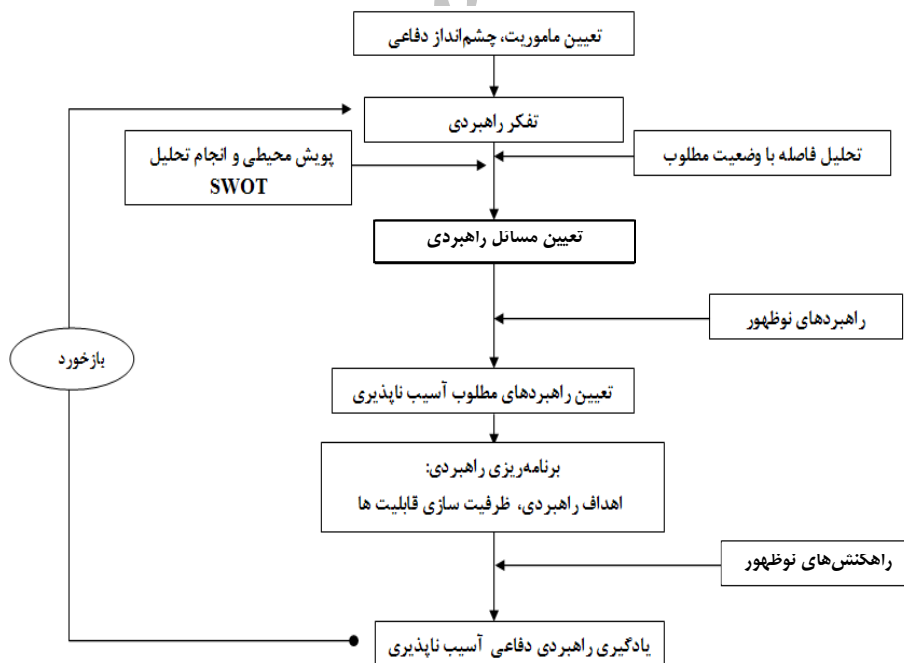 تعیین ماموریت، چشم‌انداز دفاعی
تفکر راهبردی
پویش محیطی و انجام تحلیل
SWOT
تحلیل فاصله با وضعیت مطلوب
تعیین مسائل راهبردی
راهبردهای نوظهور
بازخورد
تعیین راهبردهای مطلوب آسیب ناپذیری
برنامه‌ریزی راهبردی:
اهداف راهبردی، ظرفیت سازی قابلیت ها
راهکنش‌های نوظهور
یادگیری راهبردی دفاعی آسیب ناپذیری